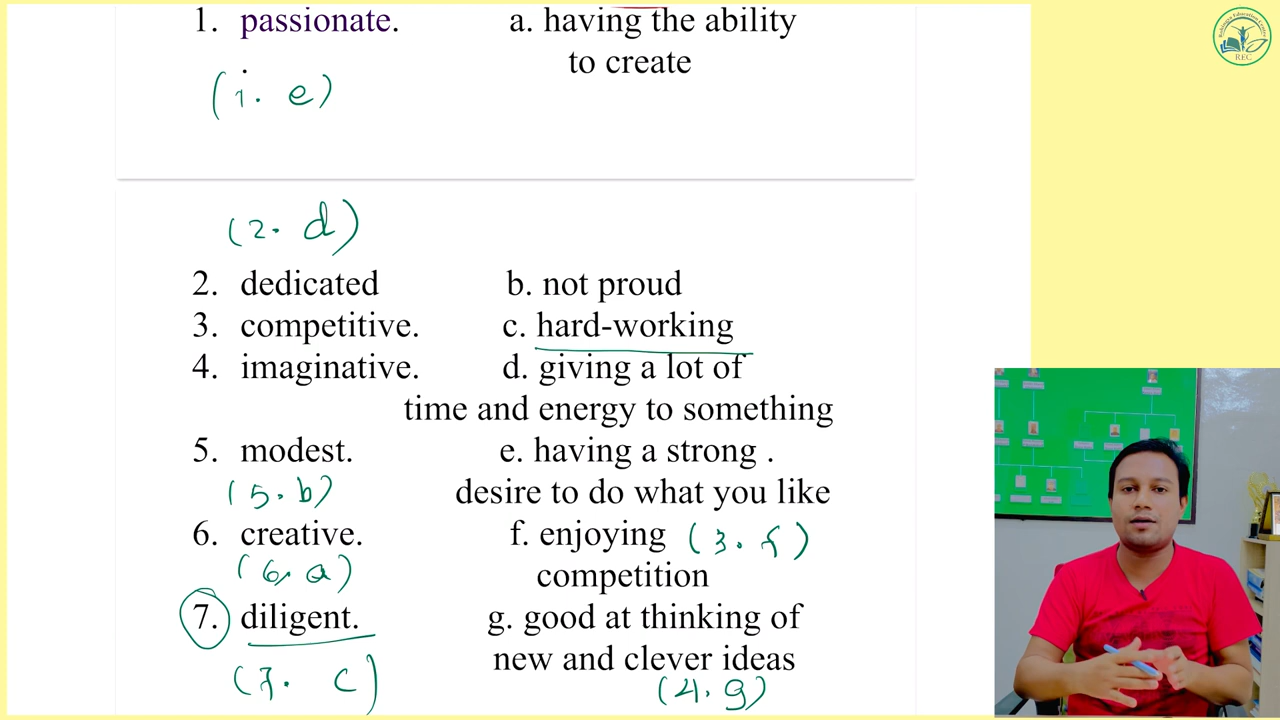 1. passionate. a. having the ability
to create
(1. e)
(2. d)
2. dedicated b. not proud
3. competitive. c. hard-working
4. imaginative. d. giving a lot of
time and energy to something
5. modest. e. having a strong .
(5. b) desire to do what you like
6. creative. f. enjoying (3. f)
(6. a) competition
7. diligent. g. good at thinking of
new and clever ideas
(7. c) (4. g)
REC